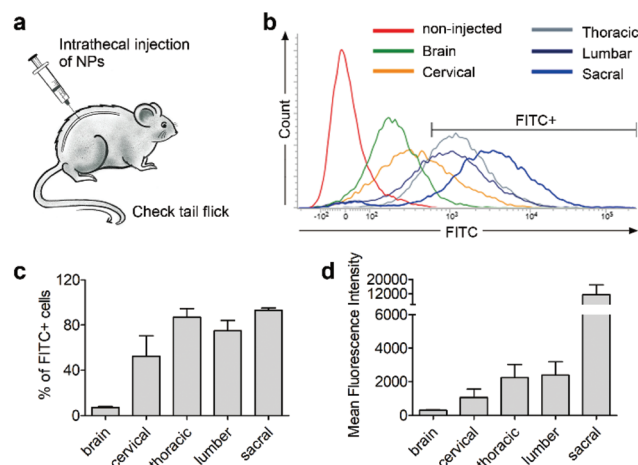 a
Intrathecal injection
of NPs
Check tail flick
b
non-injected
Brain
Cervical
Thoracic
Lumbar
Sacral
FITC+
Count
-10² 0 10² 10³ 10⁴ 10⁵
FITC
c
% of FITC+ cells
120
80
40
0
brain
cervical
thoracic
lumber
sacral
d
Mean Fluorescence Intensity
20000
12000
6000
4000
2000
0
brain
cervical
thoracic
lumber
sacral